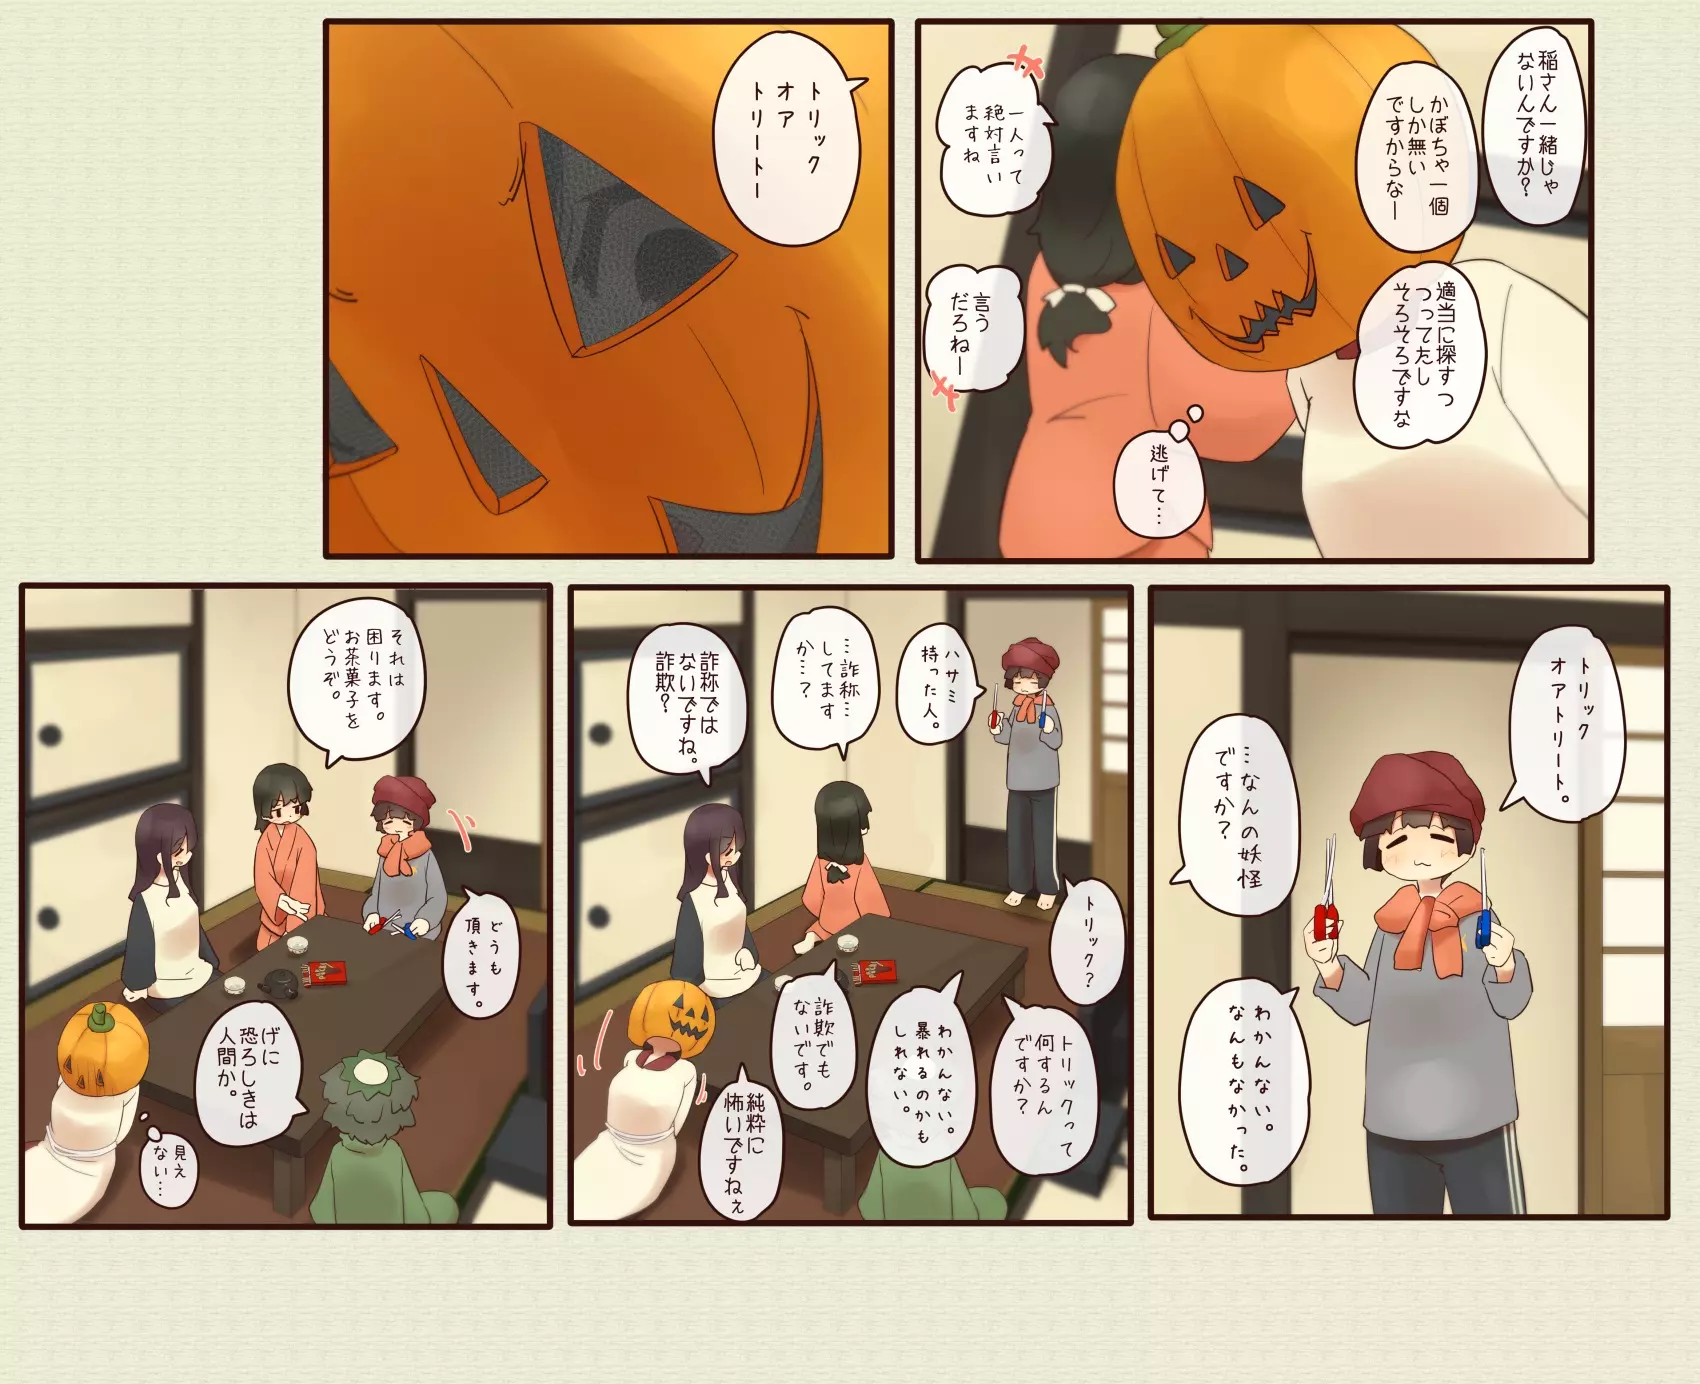 稲さん一緒じゃ
ないんですか?
かぼちゃ一個
しか無い
ですからなー
適当に探すっ
つってたし
そろそろですな
一人って
絶対言い
ますね
言う
だろねー
逃げて…
トリック
オア
トリートー
トリック
オアトリート。
…なんの妖怪
ですか?
わかんない。
なんもなかった。
ハサミ
持った人。
…詐称…
してます
か…?
詐称では
ないですね。
詐欺?
トリック?
トリックって
何するん
ですか?
わかんない。
暴れるのかも
しれない。
詐欺でも
ないです。
純粋に
怖いですねぇ
それは
困ります。
お茶菓子を
どうぞ。
どうも
頂きます。
げに
恐ろしきは
人間か。
見え
ない…